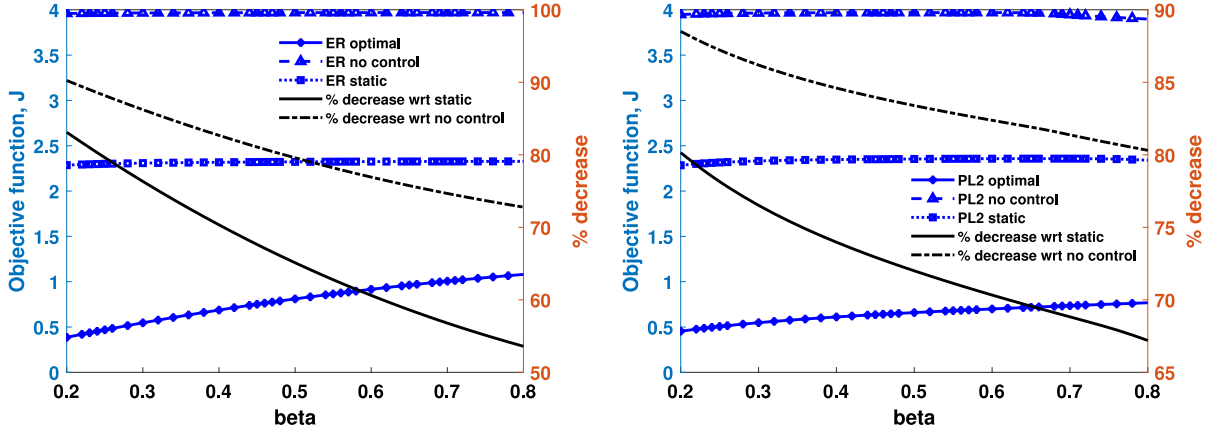 Objective function, J
4
3.5
3
2.5
2
1.5
1
0.5
0
ER optimal
ER no control
ER static
% decrease wrt static
% decrease wrt no control
100
90
80
70
60
50
% decrease
0.2 0.3 0.4 0.5 0.6 0.7 0.8
beta
Objective function, J
4
3.5
3
2.5
2
1.5
1
0.5
0
PL2 optimal
PL2 no control
PL2 static
% decrease wrt static
% decrease wrt no control
90
85
80
75
70
65
% decrease
0.2 0.3 0.4 0.5 0.6 0.7 0.8
beta